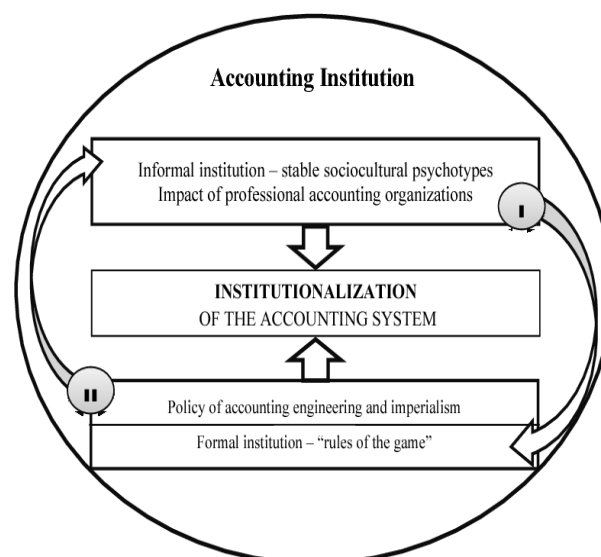 Accounting Institution
Informal institution – stable sociocultural psychotypes
Impact of professional accounting organizations
I
INSTITUTIONALIZATION
OF THE ACCOUNTING SYSTEM
II
Policy of accounting engineering and imperialism
Formal institution – “rules of the game”